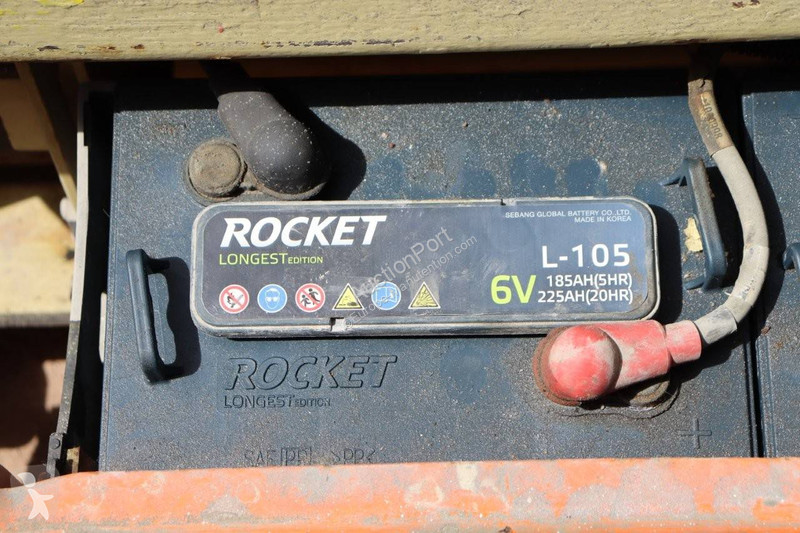 ROCKET
LONGEST EDITION
SEBANG GLOBAL BATTERY CO., LTD
MADE IN KOREA
L-105
6V
185AH(5HR)
225AH(20HR)
ROCKET
LONGEST EDITION
+